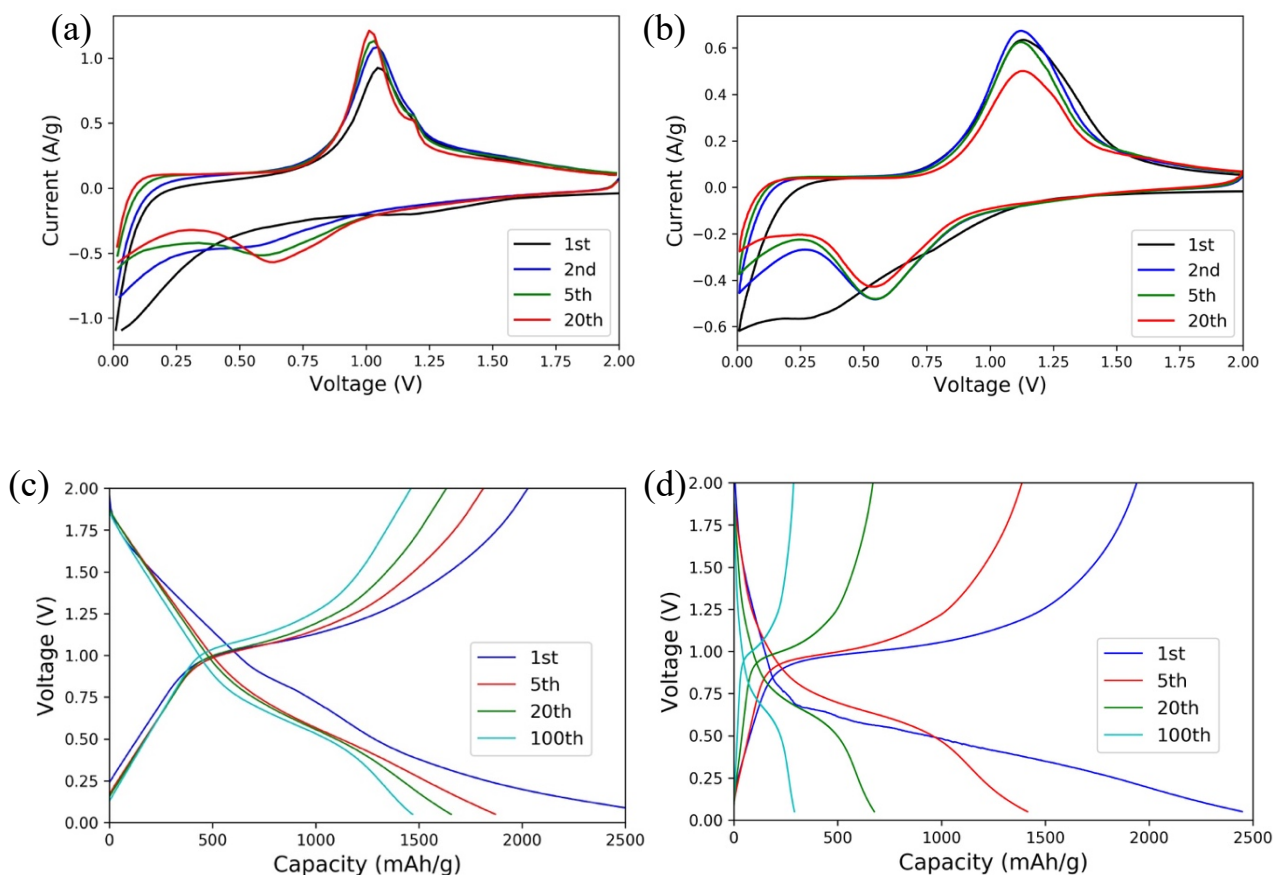 (a)
Current (A/g)
1.0
0.5
0.0
−0.5
−1.0
0.00 0.25 0.50 0.75 1.00 1.25 1.50 1.75 2.00
Voltage (V)
1st
2nd
5th
20th
(b)
Current (A/g)
0.6
0.4
0.2
0.0
−0.2
−0.4
−0.6
0.00 0.25 0.50 0.75 1.00 1.25 1.50 1.75 2.00
Voltage (V)
1st
2nd
5th
20th
(c)
Voltage (V)
2.00
1.75
1.50
1.25
1.00
0.75
0.50
0.25
0.00
0 500 1000 1500 2000 2500
Capacity (mAh/g)
1st
5th
20th
100th
(d)
Voltage (V)
2.00
1.75
1.50
1.25
1.00
0.75
0.50
0.25
0.00
0 500 1000 1500 2000 2500
Capacity (mAh/g)
1st
5th
20th
100th